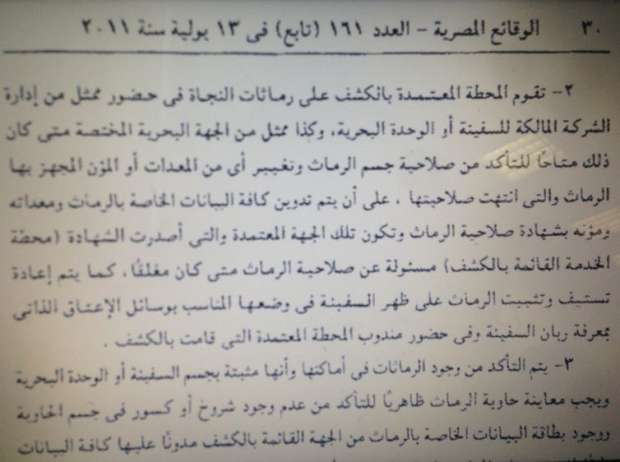 ٣٠ الوقائع المصرية – العدد ١٦١ (تابع) فى ١٣ يولية سنة ٢٠١١
٢- تقوم المحطة المعتمدة بالكشف على رماثات النجاة فى حضور ممثل من إدارة
الشركة المالكة للسفينة أو الوحدة البحرية، وكذا ممثل من الجهة البحرية المختصة متى كان
ذلك متاحًا للتأكد من صلاحية جسم الرماث وتغيير أى من المعدات أو المؤن المجهز بها
الرماث والتى انتهت صلاحيتها ، على أن يتم تدوين كافة البيانات الخاصة بالرماث ومعداته
ومؤنه بشهادة صلاحية الرماث وتكون تلك الجهة المعتمدة والتى أصدرت الشهادة (محطة
الخدمة القائمة بالكشف) مسئولة عن صلاحية الرماث متى كان مغلقًا، كما يتم إعادة
تستيف وتثبيت الرماث على ظهر السفينة فى وضعها المناسب بوسائل الإعتاق الذاتى
بمعرفة ربان السفينة وفى حضور مندوب المحطة المعتمدة التى قامت بالكشف .
٣- يتم التأكد من وجود الرماثات فى أماكنها وأنها مثبتة بجسم السفينة أو الوحدة البحرية
ويجب معاينة حاوية الرماث ظاهريًا للتأكد من عدم وجود شروخ أو كسور فى جسم الحاوية
ووجود بطاقة البيانات الخاصة بالرماث من الجهة القائمة بالكشف مدونًا عليها كافة البيانات